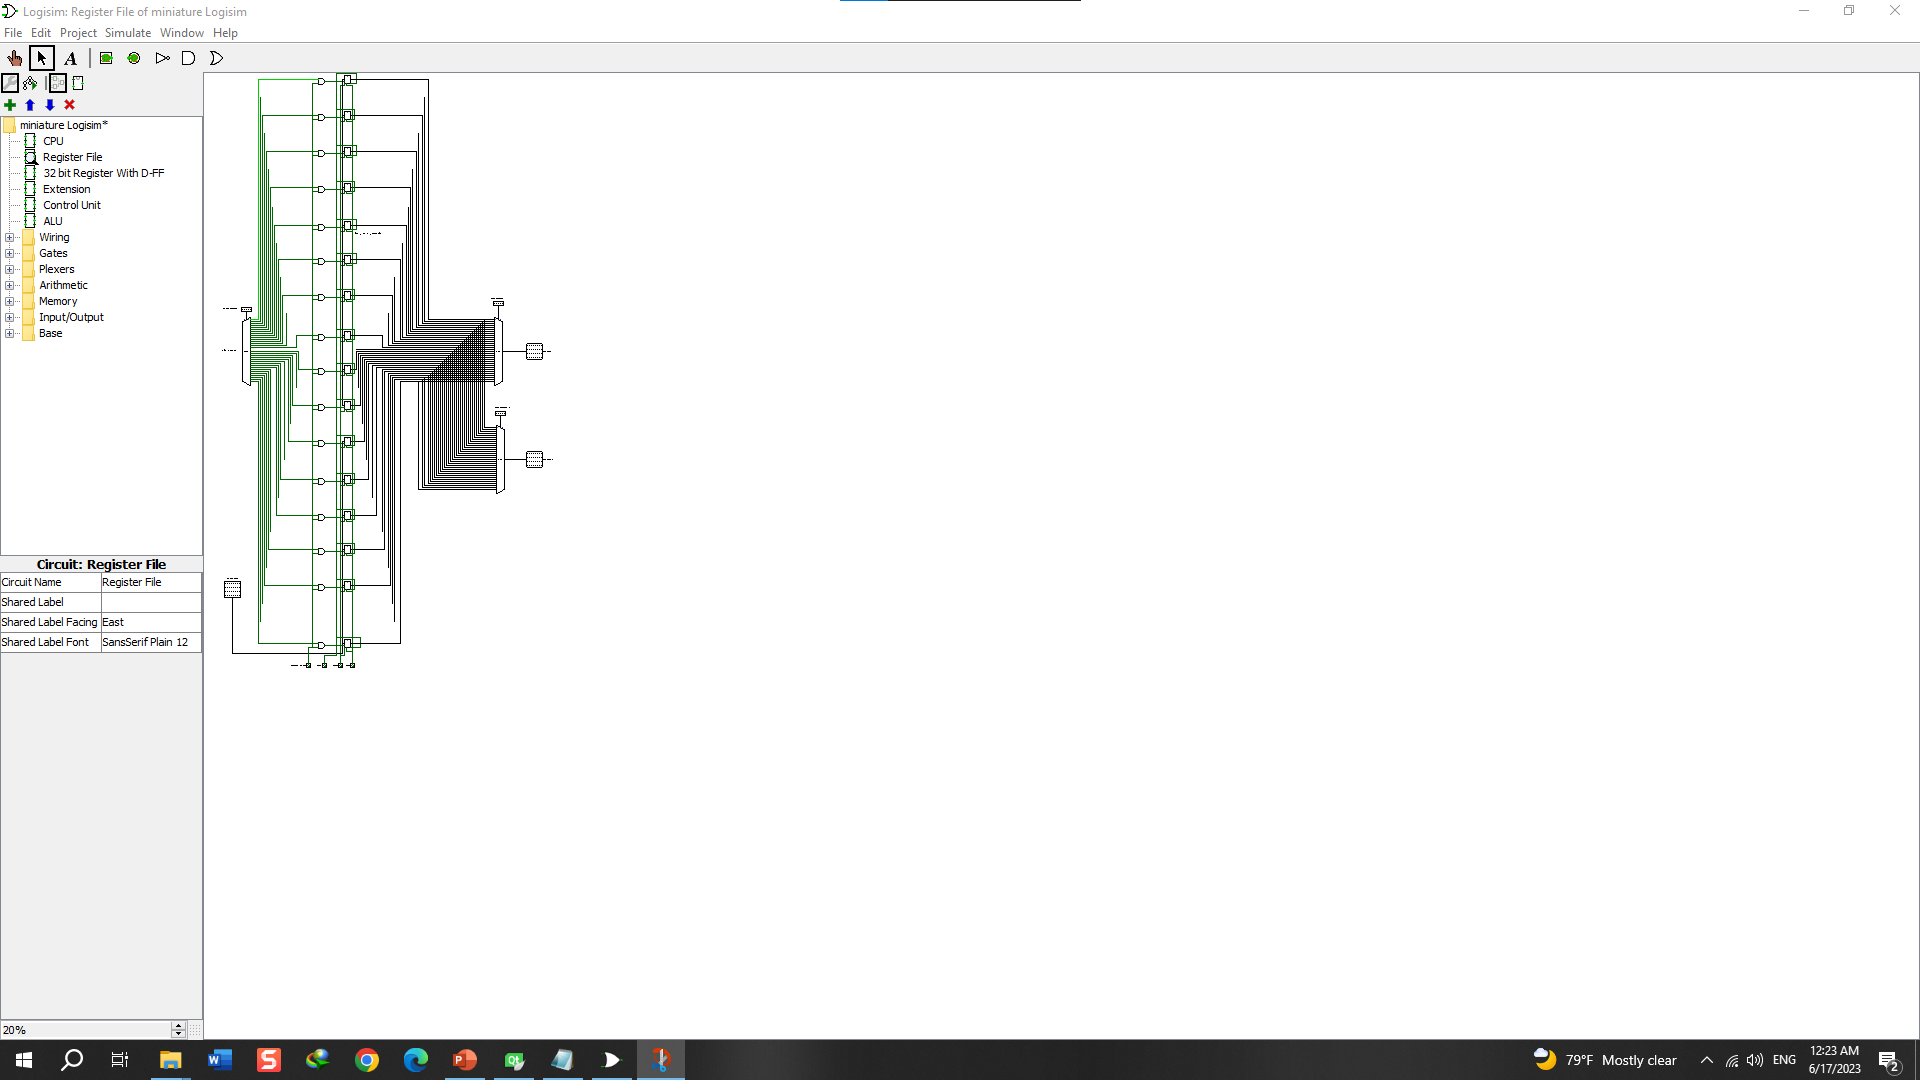 Logisim: Register File of miniature Logisim
File Edit Project Simulate Window Help
A
miniature Logisim*
CPU
Register File
32 bit Register With D-FF
Extension
Control Unit
ALU
Wiring
Gates
Plexers
Arithmetic
Memory
Input/Output
Base
Circuit: Register File
Circuit Name Register File
Shared Label
Shared Label Facing East
Shared Label Font SansSerif Plain 12
20%
79°F Mostly clear
ENG
12:23 AM
6/17/2023
2